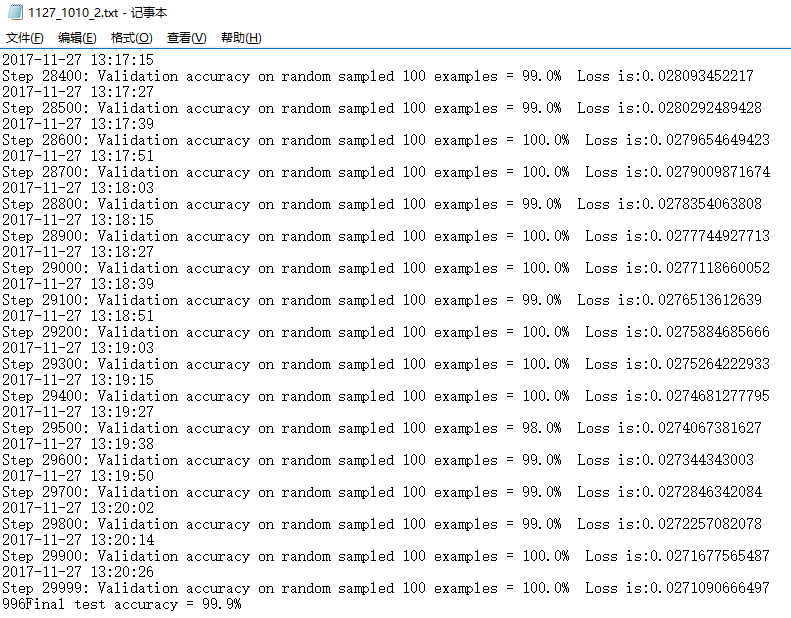 1127_1010_2.txt - 记事本
文件(F) 编辑(E) 格式(O) 查看(V) 帮助(H)
2017-11-27 13:17:15
Step 28400: Validation accuracy on random sampled 100 examples = 99.0%  Loss is:0.028093452217
2017-11-27 13:17:27
Step 28500: Validation accuracy on random sampled 100 examples = 99.0%  Loss is:0.0280292489428
2017-11-27 13:17:39
Step 28600: Validation accuracy on random sampled 100 examples = 100.0%  Loss is:0.0279654649423
2017-11-27 13:17:51
Step 28700: Validation accuracy on random sampled 100 examples = 100.0%  Loss is:0.0279009871674
2017-11-27 13:18:03
Step 28800: Validation accuracy on random sampled 100 examples = 99.0%  Loss is:0.0278354063808
2017-11-27 13:18:15
Step 28900: Validation accuracy on random sampled 100 examples = 100.0%  Loss is:0.0277744927713
2017-11-27 13:18:27
Step 29000: Validation accuracy on random sampled 100 examples = 100.0%  Loss is:0.0277118660052
2017-11-27 13:18:39
Step 29100: Validation accuracy on random sampled 100 examples = 99.0%  Loss is:0.0276513612639
2017-11-27 13:18:51
Step 29200: Validation accuracy on random sampled 100 examples = 100.0%  Loss is:0.0275884685666
2017-11-27 13:19:03
Step 29300: Validation accuracy on random sampled 100 examples = 100.0%  Loss is:0.0275264222933
2017-11-27 13:19:15
Step 29400: Validation accuracy on random sampled 100 examples = 100.0%  Loss is:0.0274681277795
2017-11-27 13:19:27
Step 29500: Validation accuracy on random sampled 100 examples = 98.0%  Loss is:0.0274067381627
2017-11-27 13:19:38
Step 29600: Validation accuracy on random sampled 100 examples = 99.0%  Loss is:0.027344343003
2017-11-27 13:19:50
Step 29700: Validation accuracy on random sampled 100 examples = 99.0%  Loss is:0.0272846342084
2017-11-27 13:20:02
Step 29800: Validation accuracy on random sampled 100 examples = 99.0%  Loss is:0.0272257082078
2017-11-27 13:20:14
Step 29900: Validation accuracy on random sampled 100 examples = 100.0%  Loss is:0.0271677565487
2017-11-27 13:20:26
Step 29999: Validation accuracy on random sampled 100 examples = 100.0%  Loss is:0.0271090666497
996Final test accuracy = 99.9%